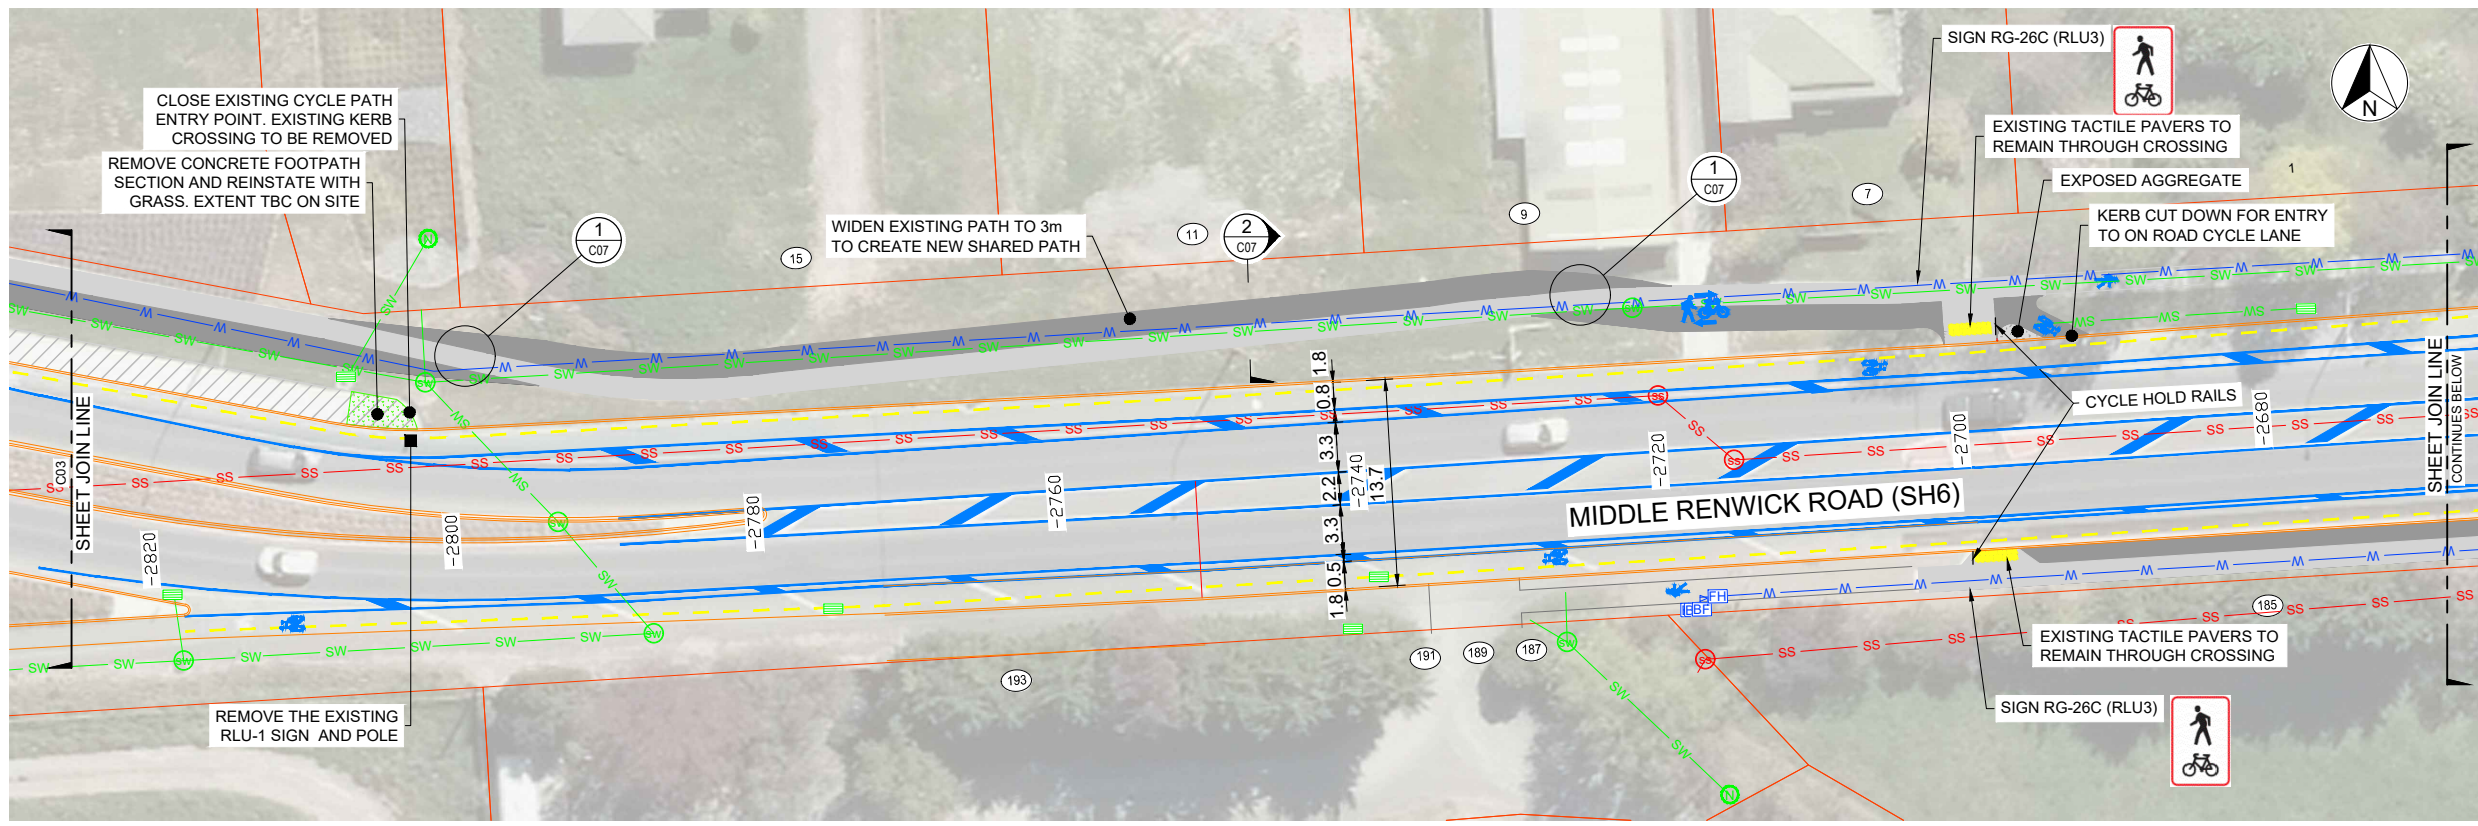 SIGN RG-26C (RLU3)
CLOSE EXISTING CYCLE PATH
ENTRY POINT. EXISTING KERB
CROSSING TO BE REMOVED
REMOVE CONCRETE FOOTPATH
SECTION AND REINSTATE WITH
GRASS. EXTENT TBC ON SITE
N
EXISTING TACTILE PAVERS TO
REMAIN THROUGH CROSSING
EXPOSED AGGREGATE
KERB CUT DOWN FOR ENTRY
TO ON ROAD CYCLE LANE
WIDEN EXISTING PATH TO 3m
TO CREATE NEW SHARED PATH
1
C07
2
C07
1
C07
15
11
9
7
1
N
SW
W
SS
1.8
0.8
3.3
2.2
3.3
0.5
1.8
13.7
CYCLE HOLD RAILS
SHEET JOIN LINE
C03
SHEET JOIN LINE
CONTINUES BELOW
-2820
-2800
-2780
-2760
-2740
-2720
-2700
-2680
MIDDLE RENWICK ROAD (SH6)
FH
BF
193
191
189
187
185
EXISTING TACTILE PAVERS TO
REMAIN THROUGH CROSSING
SIGN RG-26C (RLU3)
REMOVE THE EXISTING
RLU-1 SIGN AND POLE
N